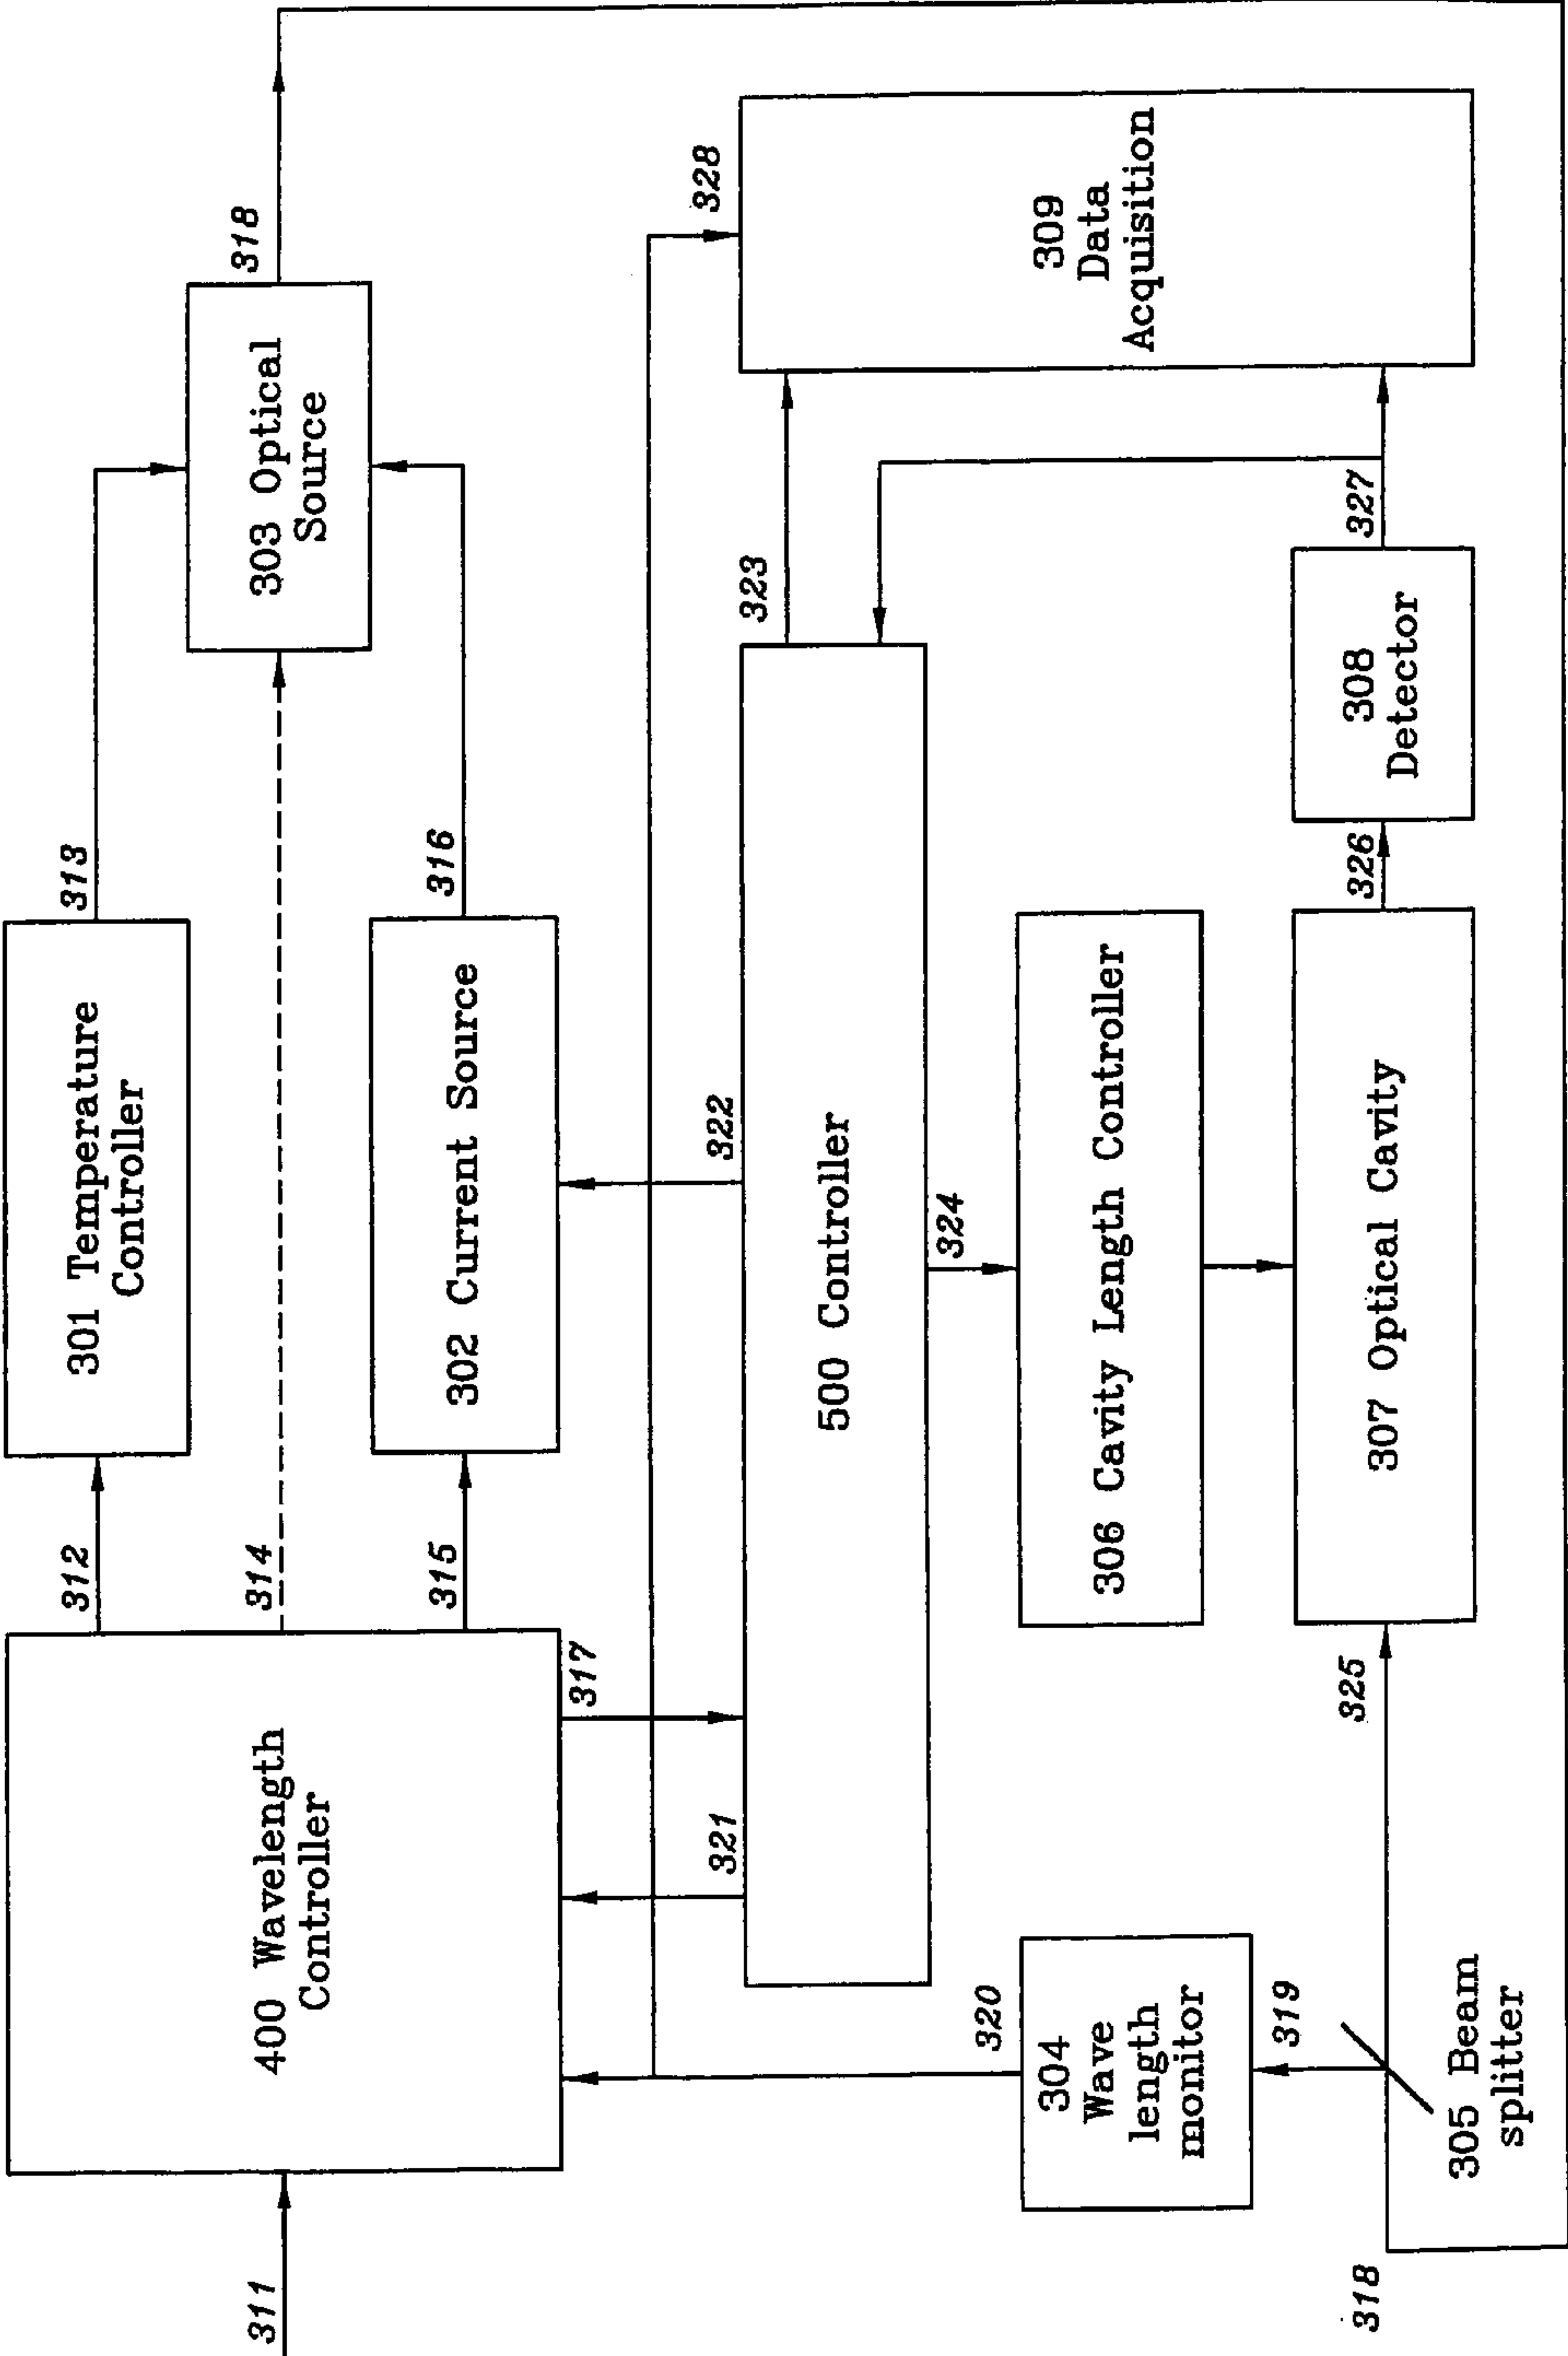 311
400 Wavelength
Controller
312
314
315
317
301 Temperature
Controller
313
302 Current Source
316
303 Optical
Source
318
328
321
322
323
500 Controller
309
Data
Acquisition
324
320
304
Wave
length
monitor
319
306 Cavity Length Controller
318
305 Beam
splitter
325
307 Optical Cavity
326
308
Detector
327